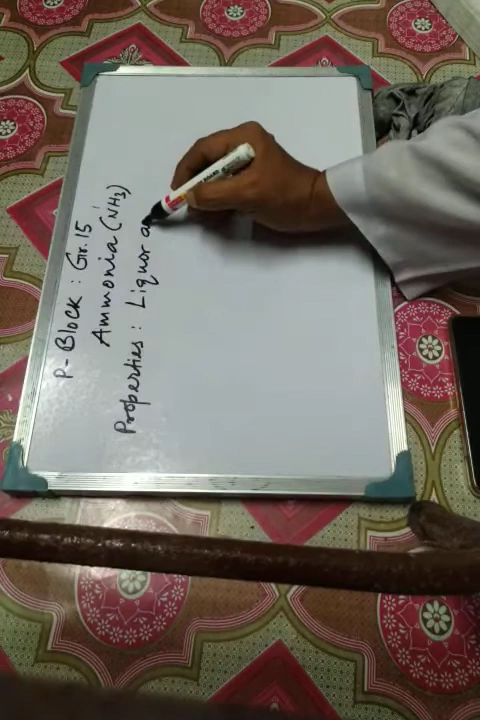 P-Block : Gr.15
Ammonia (NH3)
Properties : Liquor a